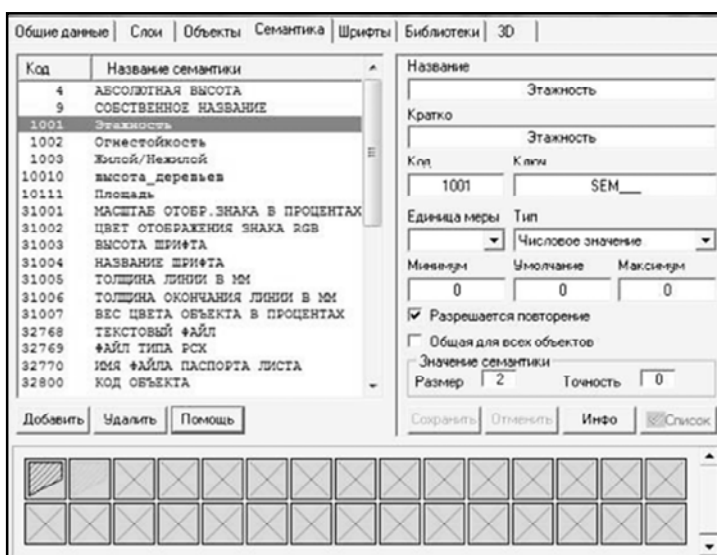 Общие данные Слои Объекты Семантика Шрифты Библиотеки 3D
Код Название семантики
4 АБСОЛЮТНАЯ ВЫСОТА
9 СОБСТВЕННОЕ НАЗВАНИЕ
1001 Этажность
1002 Огнестойкость
1003 Жилой/Нежилой
10010 высота_деревьев
10111 Площадь
31001 МАСШТАБ ОТОБР.ЗНАКА В ПРОЦЕНТАХ
31002 ЦВЕТ ОТОБРАЖЕНИЯ ЗНАКА RGB
31003 ВЫСОТА ШРИФТА
31004 НАЗВАНИЕ ШРИФТА
31005 ТОЛЩИНА ЛИНИИ В ММ
31006 ТОЛЩИНА ОКОНЧАНИЯ ЛИНИИ В ММ
31007 ВЕС ЦВЕТА ОБЪЕКТА В ПРОЦЕНТАХ
32768 ТЕКСТОВЫЙ ФАЙЛ
32769 ФАЙЛ ТИПА PCX
32770 ИМЯ ФАЙЛА ПАСПОРТА ЛИСТА
32800 КОД ОБЪЕКТА
Добавить Удалить Помощь
Название
Этажность
Кратко
Этажность
Код Ключ
1001 SEM__
Единица меры Тип
Числовое значение
Минимум Умолчание Максимум
0 0 0
Разрешается повторение
Общая для всех объектов
Значение семантики
Размер 2 Точность 0
Сохранить Отменить Инфо Список